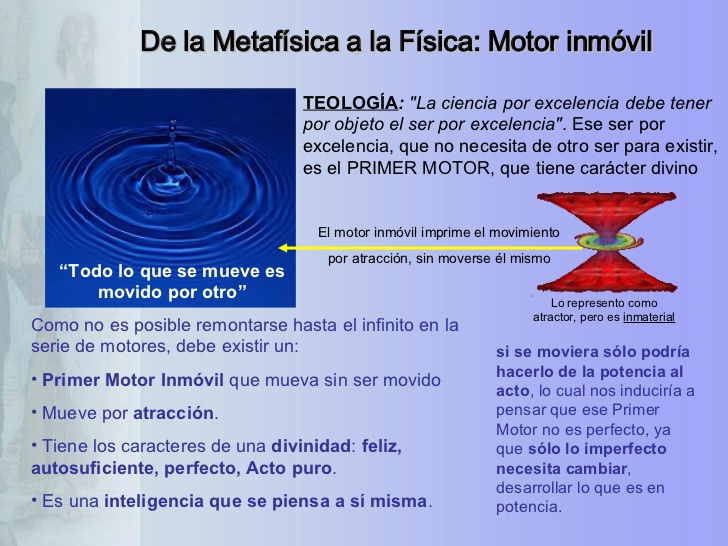 De la Metafísica a la Física: Motor inmóvil
TEOLOGÍA: "La ciencia por excelencia debe tener
por objeto el ser por excelencia". Ese ser por
excelencia, que no necesita de otro ser para existir,
es el PRIMER MOTOR, que tiene carácter divino
El motor inmóvil imprime el movimiento
por atracción, sin moverse él mismo
“Todo lo que se mueve es
movido por otro”
Lo represento como
atractor, pero es inmaterial
Como no es posible remontarse hasta el infinito en la
serie de motores, debe existir un:
• Primer Motor Inmóvil que mueva sin ser movido
• Mueve por atracción.
• Tiene los caracteres de una divinidad: feliz,
autosuficiente, perfecto, Acto puro.
• Es una inteligencia que se piensa a sí misma.
si se moviera sólo podría
hacerlo de la potencia al
acto, lo cual nos induciría a
pensar que ese Primer
Motor no es perfecto, ya
que sólo lo imperfecto
necesita cambiar,
desarrollar lo que es en
potencia.